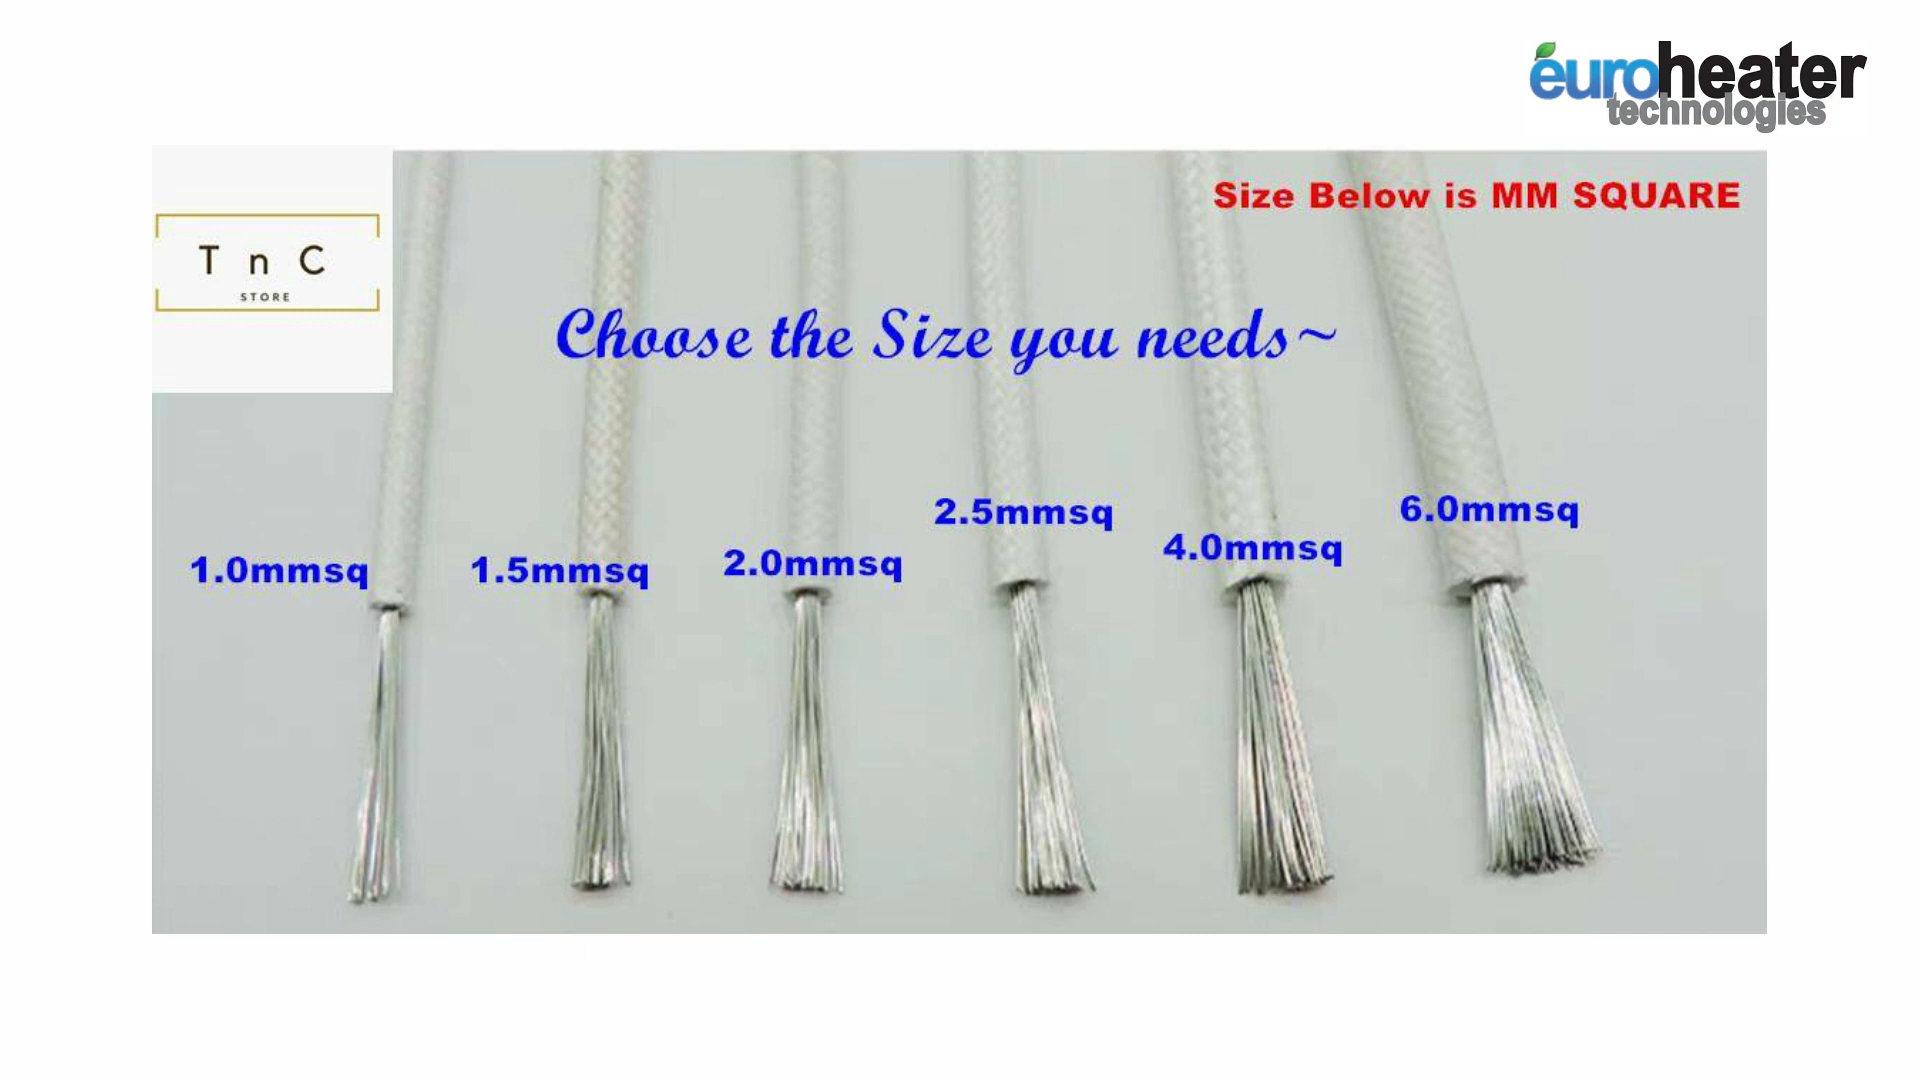 euroheater
technologies
T n C
STORE
Size Below is MM SQUARE
Choose the Size you needs~
1.0mmsq
1.5mmsq
2.0mmsq
2.5mmsq
4.0mmsq
6.0mmsq